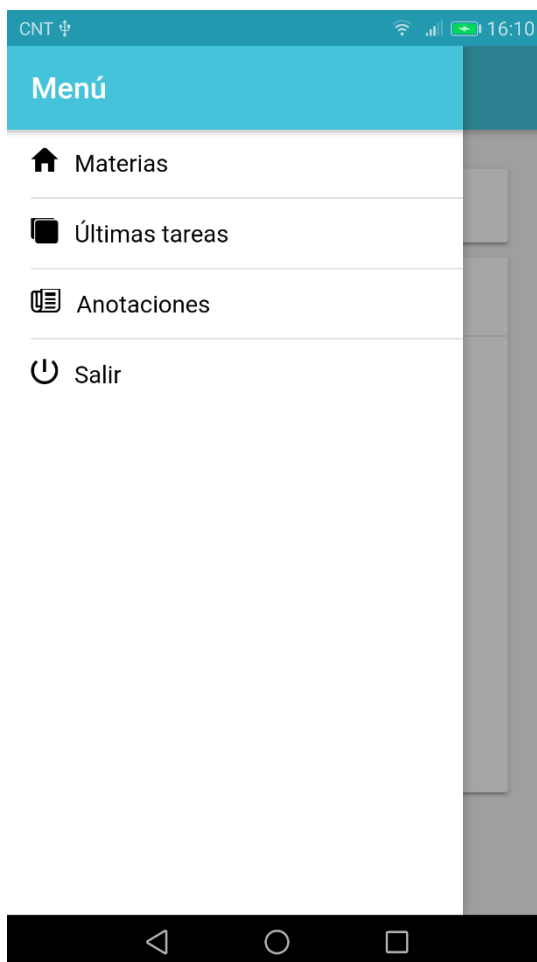 CNT 16:10
Menú
Materias
Últimas tareas
Anotaciones
Salir